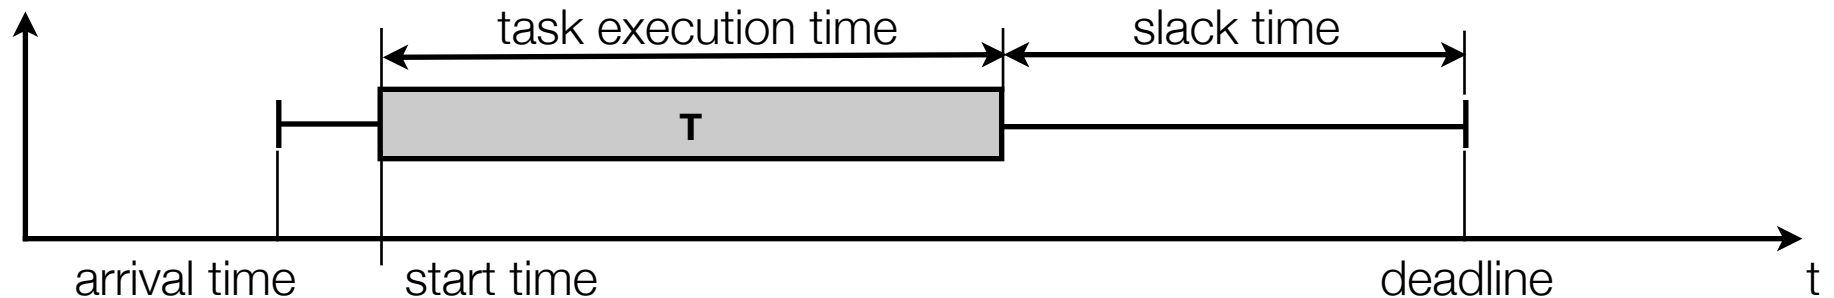 task execution time
slack time
T
arrival time
start time
deadline
t